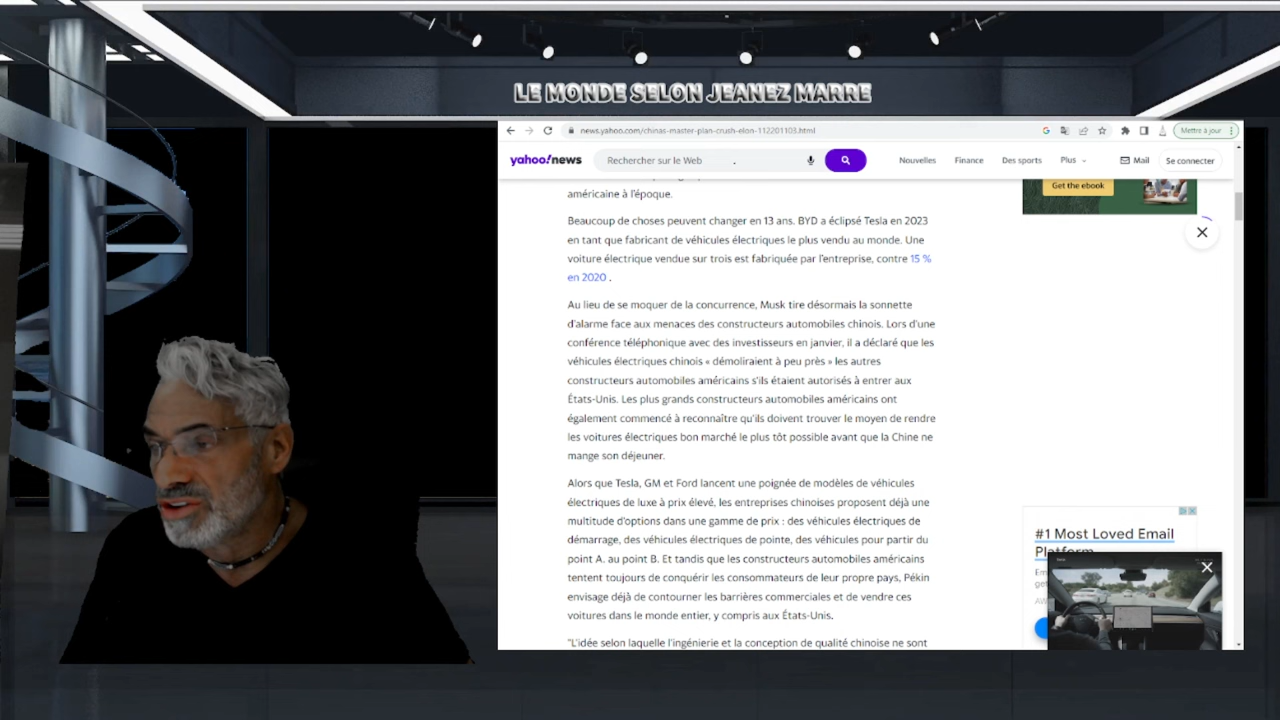 LE MONDE SELON JEANEZ MARRE
news.yahoo.com/chinas-master-plan-crush-elon-112201103.html
Mettre à jour
yahoo!news
Rechercher sur le Web
Nouvelles
Finance
Des sports
Plus
Mail
Se connecter
américaine à l'époque.
Get the ebook
Beaucoup de choses peuvent changer en 13 ans. BYD a éclipsé Tesla en 2023
en tant que fabricant de véhicules électriques le plus vendu au monde. Une
voiture électrique vendue sur trois est fabriquée par l'entreprise, contre 15 %
en 2020 .
Au lieu de se moquer de la concurrence, Musk tire désormais la sonnette
d'alarme face aux menaces des constructeurs automobiles chinois. Lors d'une
conférence téléphonique avec des investisseurs en janvier, il a déclaré que les
véhicules électriques chinois « démoliraient à peu près » les autres
constructeurs automobiles américains s'ils étaient autorisés à entrer aux
États-Unis. Les plus grands constructeurs automobiles américains ont
également commencé à reconnaître qu'ils doivent trouver le moyen de rendre
les voitures électriques bon marché le plus tôt possible avant que la Chine ne
mange son déjeuner.
Alors que Tesla, GM et Ford lancent une poignée de modèles de véhicules
électriques de luxe à prix élevé, les entreprises chinoises proposent déjà une
multitude d'options dans une gamme de prix : des véhicules électriques de
démarrage, des véhicules électriques de pointe, des véhicules pour partir du
point A. au point B. Et tandis que les constructeurs automobiles américains
tentent toujours de conquérir les consommateurs de leur propre pays, Pékin
envisage déjà de contourner les barrières commerciales et de vendre ces
voitures dans le monde entier, y compris aux États-Unis.
"L'idée selon laquelle l'ingénierie et la conception de qualité chinoise ne sont
#1 Most Loved Email
Platform